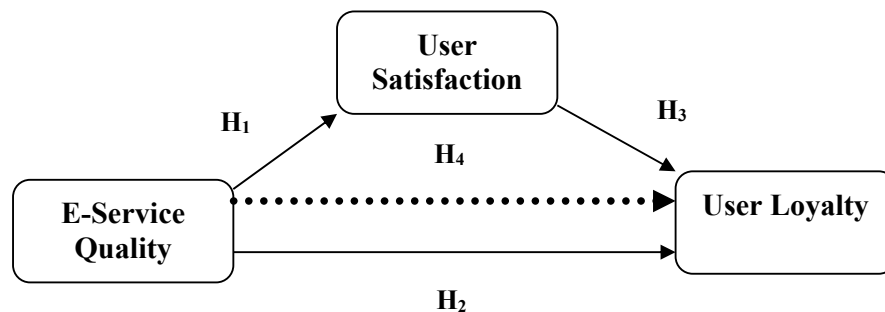 User
Satisfaction
H₁
H₃
H₄
E-Service
Quality
User Loyalty
H₂